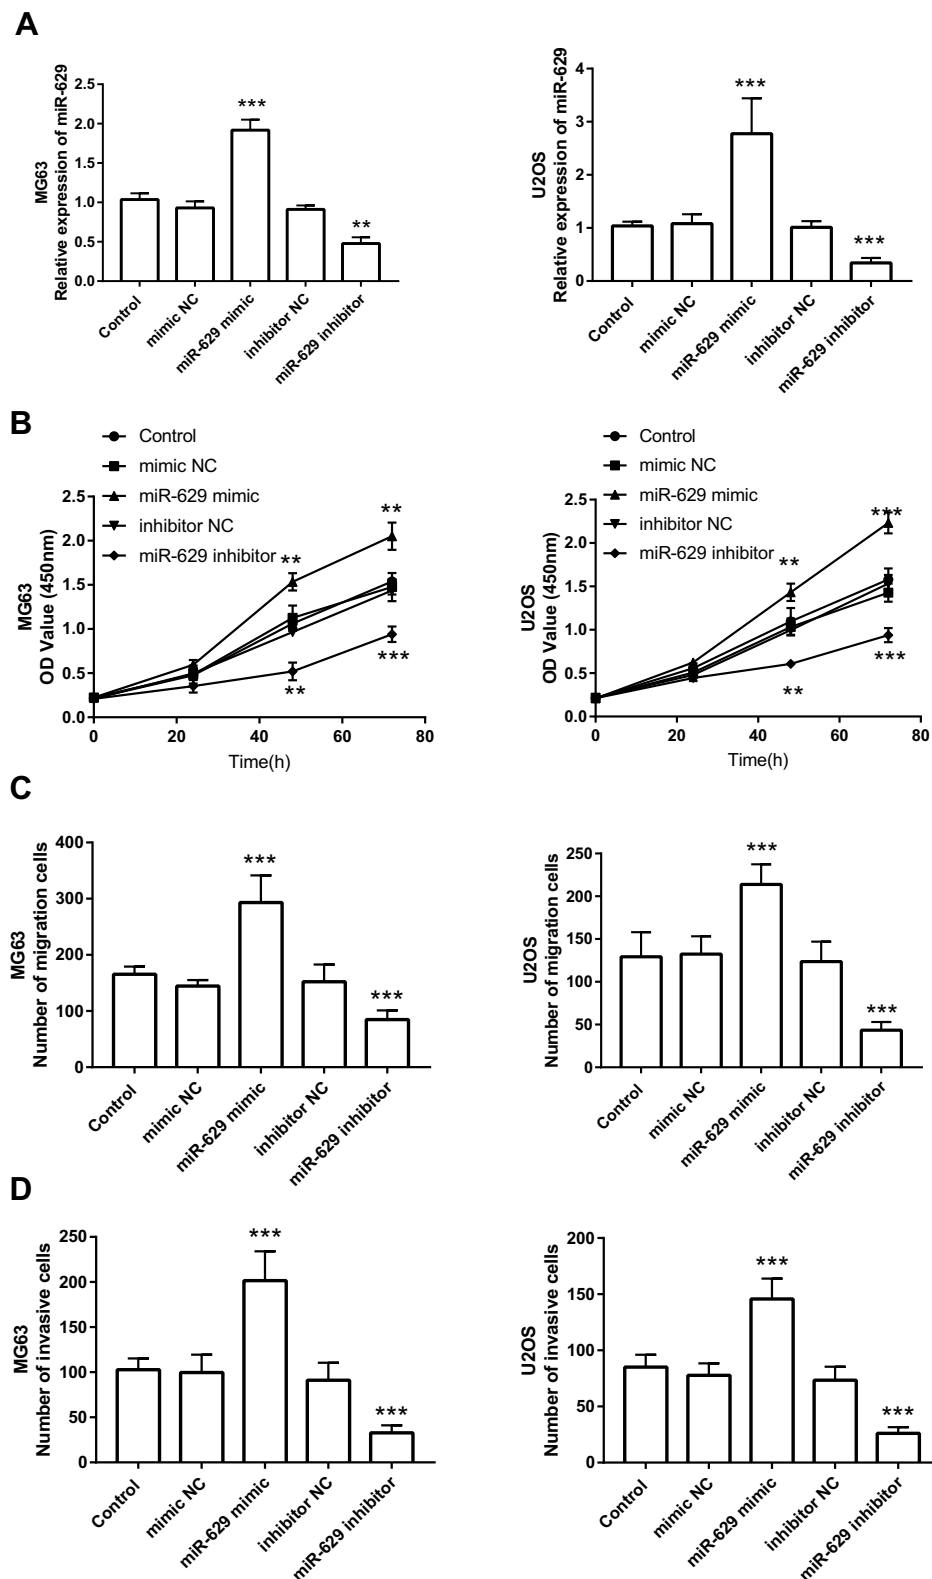 A
MG63
Relative expression of miR-629
2.5
2.0
1.5
1.0
0.5
0.0
***
**
Control
mimic NC
miR-629 mimic
inhibitor NC
miR-629 inhibitor
U2OS
Relative expression of miR-629
4
3
2
1
0
***
***
Control
mimic NC
miR-629 mimic
inhibitor NC
miR-629 inhibitor
B
Control
mimic NC
miR-629 mimic
inhibitor NC
miR-629 inhibitor
MG63
OD Value (450nm)
2.5
2.0
1.5
1.0
0.5
0.0
**
**
***
**
0 20 40 60 80
Time(h)
Control
mimic NC
miR-629 mimic
inhibitor NC
miR-629 inhibitor
U2OS
OD Value (450nm)
2.5
2.0
1.5
1.0
0.5
0.0
***
**
***
**
0 20 40 60 80
Time(h)
C
MG63
Number of migration cells
400
300
200
100
0
***
***
Control
mimic NC
miR-629 mimic
inhibitor NC
miR-629 inhibitor
U2OS
Number of migration cells
250
200
150
100
50
0
***
***
Control
mimic NC
miR-629 mimic
inhibitor NC
miR-629 inhibitor
D
MG63
Number of invasive cells
250
200
150
100
50
0
***
***
Control
mimic NC
miR-629 mimic
inhibitor NC
miR-629 inhibitor
U2OS
Number of invasive cells
200
150
100
50
0
***
***
Control
mimic NC
miR-629 mimic
inhibitor NC
miR-629 inhibitor